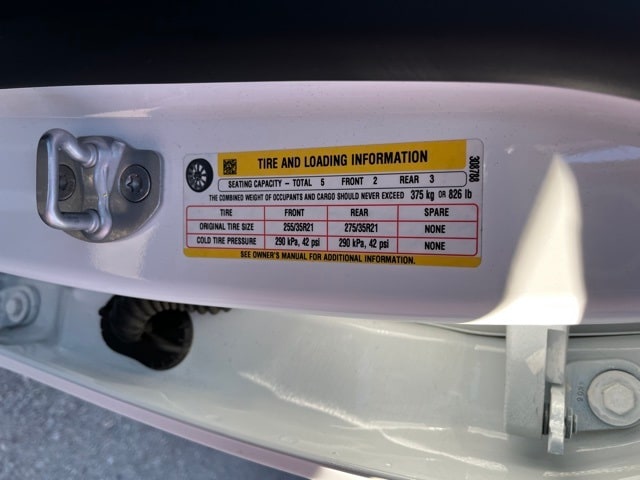 TIRE AND LOADING INFORMATION
308788
SEATING CAPACITY - TOTAL 5 FRONT 2 REAR 3
THE COMBINED WEIGHT OF OCCUPANTS AND CARGO SHOULD NEVER EXCEED 375 kg OR 826 lb
TIRE FRONT REAR SPARE
ORIGINAL TIRE SIZE 255/35R21 275/35R21 NONE
COLD TIRE PRESSURE 290 kPa, 42 psi 290 kPa, 42 psi NONE
SEE OWNER'S MANUAL FOR ADDITIONAL INFORMATION.